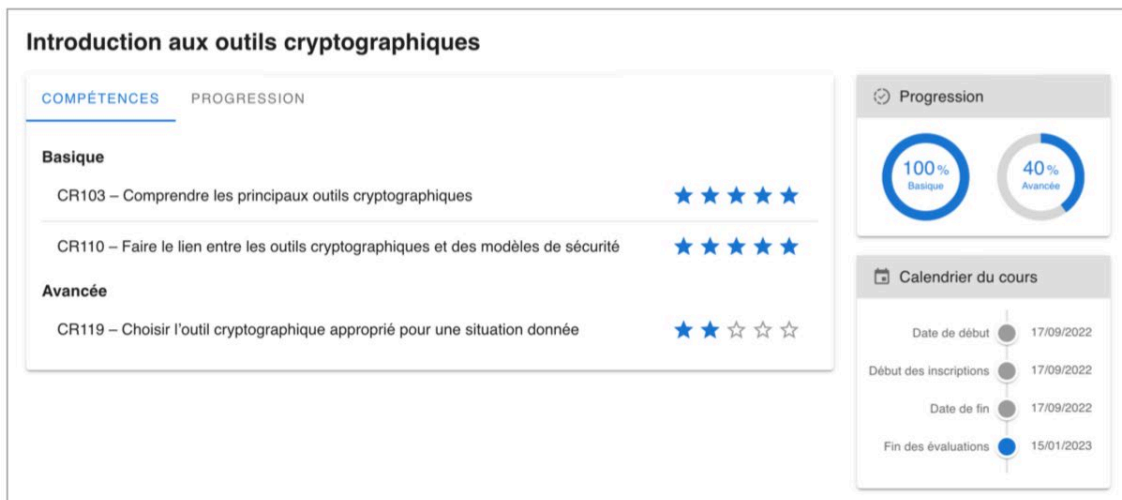 Introduction aux outils cryptographiques
COMPÉTENCES PROGRESSION
Basique
CR103 – Comprendre les principaux outils cryptographiques
CR110 – Faire le lien entre les outils cryptographiques et des modèles de sécurité
Avancée
CR119 – Choisir l'outil cryptographique approprié pour une situation donnée
Progression
100 % 40 %
Basique Avancée
Calendrier du cours
Date de début 17/09/2022
Début des inscriptions 17/09/2022
Date de fin 17/09/2022
Fin des évaluations 15/01/2023